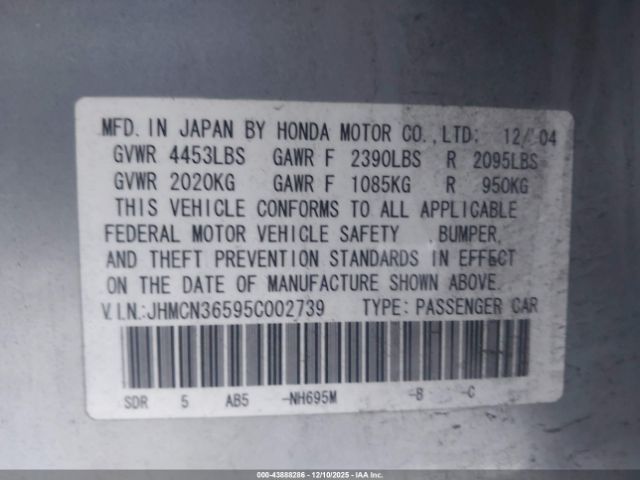 MFD. IN JAPAN BY HONDA MOTOR CO., LTD: 12/'04
GVWR 4453LBS GAWR F 2390LBS R 2095LBS
GVWR 2020KG GAWR F 1085KG R 950KG
THIS VEHICLE CONFORMS TO ALL APPLICABLE
FEDERAL MOTOR VEHICLE SAFETY BUMPER,
AND THEFT PREVENTION STANDARDS IN EFFECT
ON THE DATE OF MANUFACTURE SHOWN ABOVE.
V.I.N.:JHMCN36595C002739 TYPE: PASSENGER CAR
SDR 5 AB5 -NH695M -B -C
000-43888286 - 12/10/2025 - IAA.com